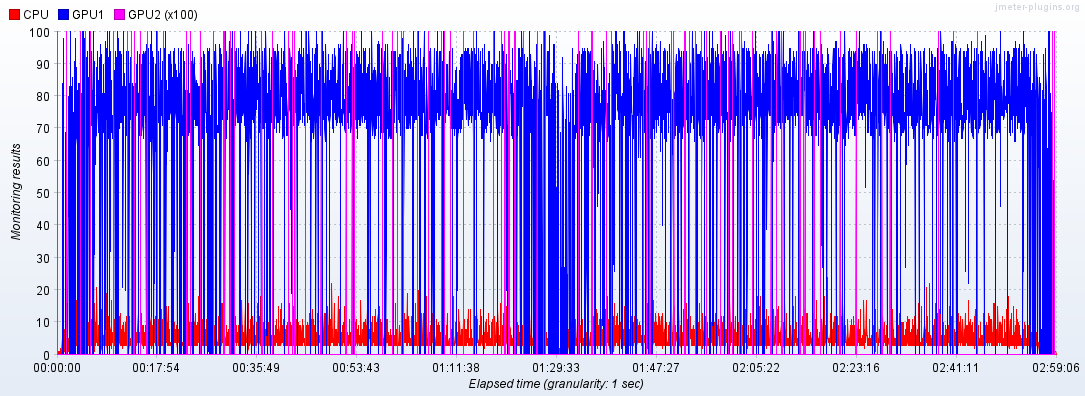 CPU GPU1 GPU2 (x100)
jmeter-plugins.org
100
90
80
70
60
50
40
30
20
10
0
Monitoring results
00:00:00 00:17:54 00:35:49 00:53:43 01:11:38 01:29:33 01:47:27 02:05:22 02:23:16 02:41:11 02:59:06
Elapsed time (granularity: 1 sec)